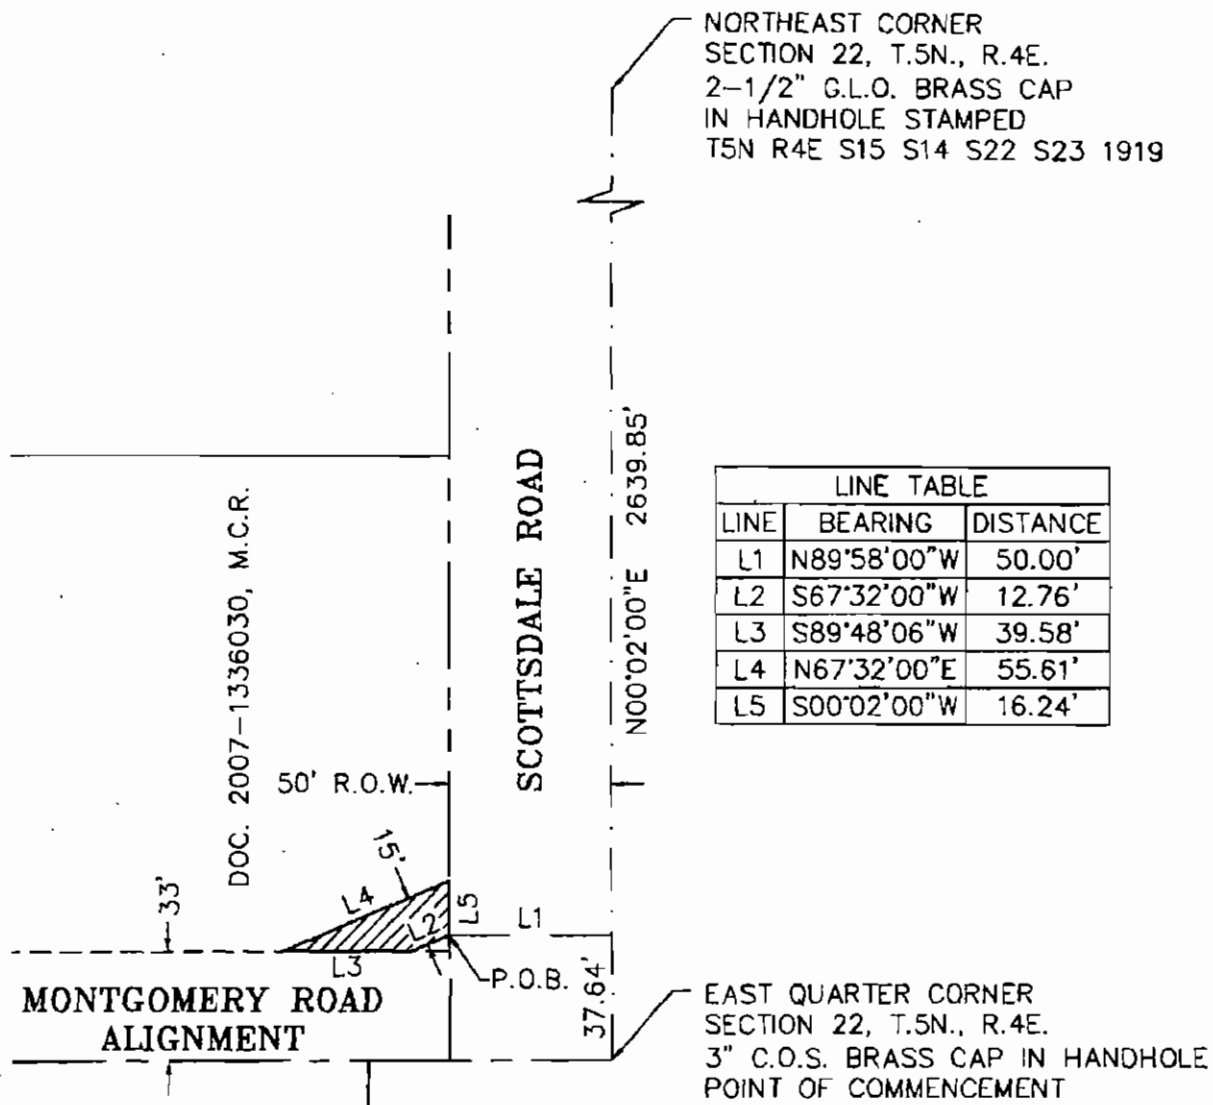 NORTHEAST CORNER
SECTION 22, T.5N., R.4E.
2-1/2" G.L.O. BRASS CAP
IN HANDHOLE STAMPED
T5N R4E S15 S14 S22 S23 1919
DOC. 2007-1336030, M.C.R.
SCOTTSDALE ROAD
N00°02'00"E 2639.85'
LINE TABLE
LINE BEARING DISTANCE
L1 N89°58'00"W 50.00'
L2 S67°32'00"W 12.76'
L3 S89°48'06"W 39.58'
L4 N67°32'00"E 55.61'
L5 S00°02'00"W 16.24'
50' R.O.W.
15'
33'
L4
L2
L5
L1
L3
P.O.B.
37.64'
MONTGOMERY ROAD
ALIGNMENT
EAST QUARTER CORNER
SECTION 22, T.5N., R.4E.
3" C.O.S. BRASS CAP IN HANDHOLE
POINT OF COMMENCEMENT